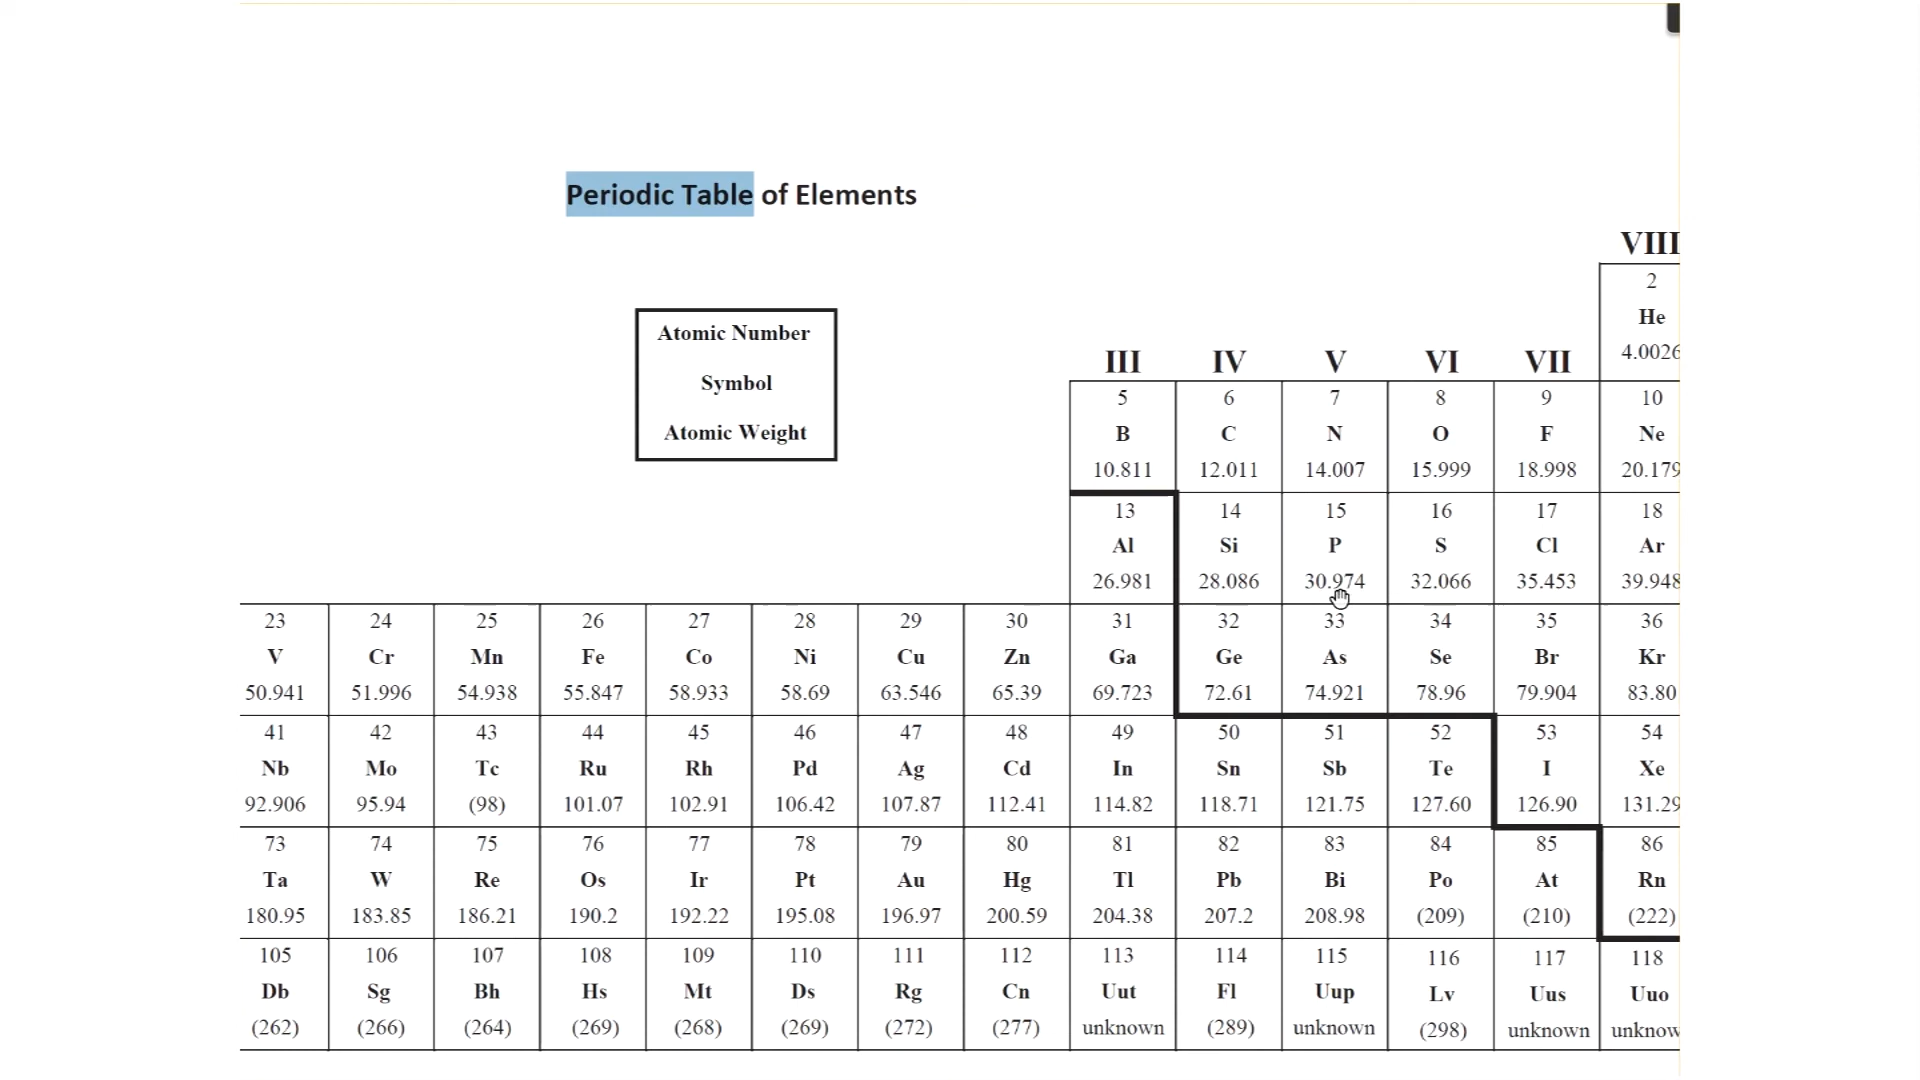 Periodic Table of Elements
VIII
2
He
4.0026
Atomic Number
Symbol
Atomic Weight
III IV V VI VII
5 6 7 8 9 10
B C N O F Ne
10.811 12.011 14.007 15.999 18.998 20.179
13 14 15 16 17 18
Al Si P S Cl Ar
26.981 28.086 30.974 32.066 35.453 39.948
23 24 25 26 27 28 29 30 31 32 33 34 35 36
V Cr Mn Fe Co Ni Cu Zn Ga Ge As Se Br Kr
50.941 51.996 54.938 55.847 58.933 58.69 63.546 65.39 69.723 72.61 74.921 78.96 79.904 83.80
41 42 43 44 45 46 47 48 49 50 51 52 53 54
Nb Mo Tc Ru Rh Pd Ag Cd In Sn Sb Te I Xe
92.906 95.94 (98) 101.07 102.91 106.42 107.87 112.41 114.82 118.71 121.75 127.60 126.90 131.29
73 74 75 76 77 78 79 80 81 82 83 84 85 86
Ta W Re Os Ir Pt Au Hg Tl Pb Bi Po At Rn
180.95 183.85 186.21 190.2 192.22 195.08 196.97 200.59 204.38 207.2 208.98 (209) (210) (222)
105 106 107 108 109 110 111 112 113 114 115 116 117 118
Db Sg Bh Hs Mt Ds Rg Cn Uut Fl Uup Lv Uus Uuo
(262) (266) (264) (269) (268) (269) (272) (277) unknown (289) unknown (298) unknown unknow